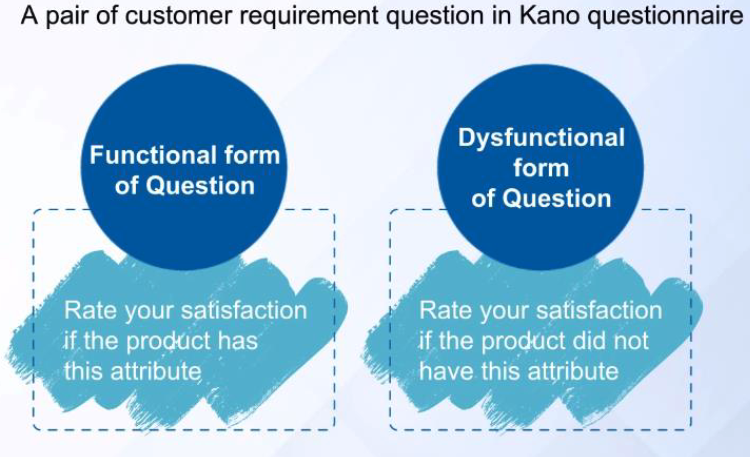 A pair of customer requirement question in Kano questionnaire
Functional form
of Question
Rate your satisfaction
if the product has
this attribute
Dysfunctional
form
of Question
Rate your satisfaction
if the product did not
have this attribute